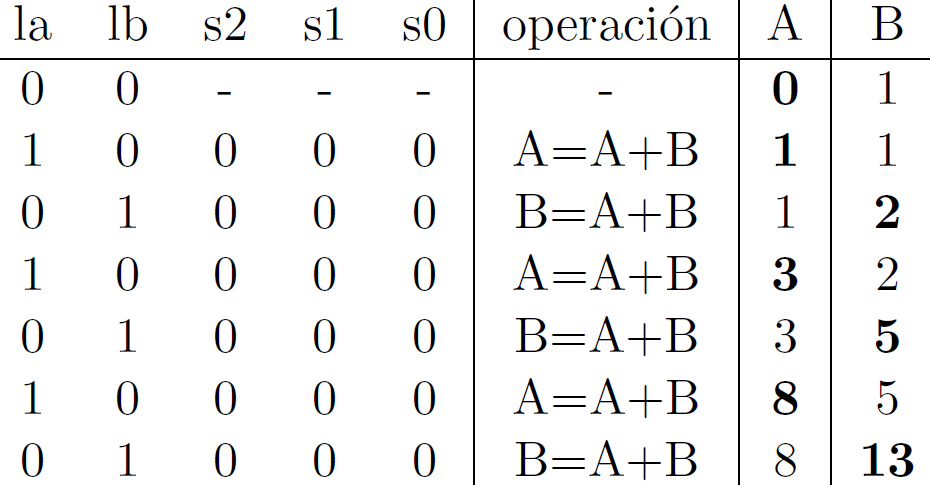 la lb s2 s1 s0 operación A B
0 0 - - - - 0 1
1 0 0 0 0 A=A+B 1 1
0 1 0 0 0 B=A+B 1 2
1 0 0 0 0 A=A+B 3 2
0 1 0 0 0 B=A+B 3 5
1 0 0 0 0 A=A+B 8 5
0 1 0 0 0 B=A+B 8 13